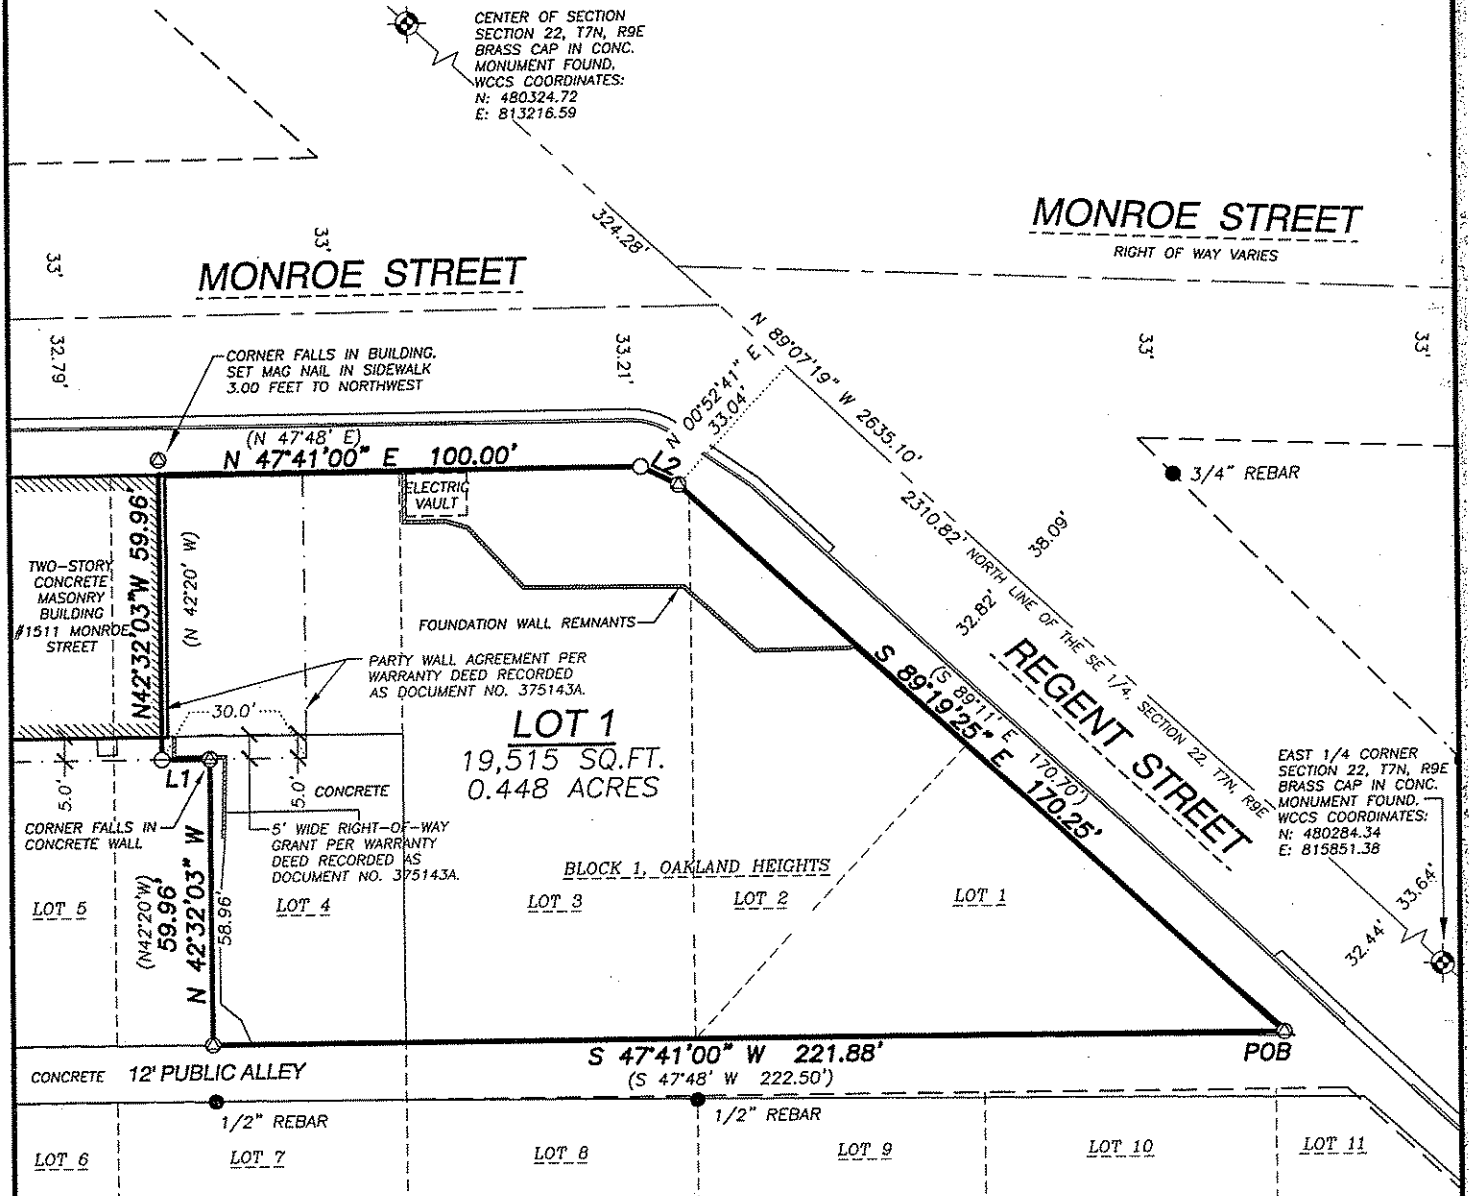 CENTER OF SECTION
SECTION 22, T7N, R9E
BRASS CAP IN CONC.
MONUMENT FOUND.
WCCS COORDINATES:
N: 480324.72
E: 813216.59
324.28'
MONROE STREET
RIGHT OF WAY VARIES
33'
33'
MONROE STREET
32.79'
CORNER FALLS IN BUILDING.
SET MAG NAIL IN SIDEWALK
3.00 FEET TO NORTHWEST
33.21'
N 00°52'41" E
33.04'
N 89°07'19" W 2635.10'
33'
33'
(N 47°48' E)
N 47°41'00" E 100.00'
L2
3/4" REBAR
ELECTRIC
VAULT
2310.82'
NORTH LINE OF THE SE 1/4, SECTION 22, T7N, R9E
38.09'
32.82'
TWO-STORY
CONCRETE
MASONRY
BUILDING
#1511 MONROE
STREET
N42°32'03"W 59.96'
(N 42°20' W)
FOUNDATION WALL REMNANTS
PARTY WALL AGREEMENT PER
WARRANTY DEED RECORDED
AS DOCUMENT NO. 375143A.
30.0'
LOT 1
19,515 SQ.FT.
0.448 ACRES
(S 89°11' E 170.70')
S 89°19'25" E 170.25'
REGENT STREET
EAST 1/4 CORNER
SECTION 22, T7N, R9E
BRASS CAP IN CONC.
MONUMENT FOUND.
WCCS COORDINATES:
N: 480284.34
E: 815851.38
L1
5.0'
5.0'
CONCRETE
CORNER FALLS IN
CONCRETE WALL
5' WIDE RIGHT-OF-WAY
GRANT PER WARRANTY
DEED RECORDED AS
DOCUMENT NO. 375143A.
BLOCK 1, OAKLAND HEIGHTS
LOT 5
LOT 4
LOT 3
LOT 2
LOT 1
(N42°20'W)
59.96'
N 42°32'03" W
58.96'
33.64'
32.44'
S 47°41'00" W 221.88'
(S 47°48' W 222.50')
POB
CONCRETE 12' PUBLIC ALLEY
1/2" REBAR
1/2" REBAR
LOT 6
LOT 7
LOT 8
LOT 9
LOT 10
LOT 11